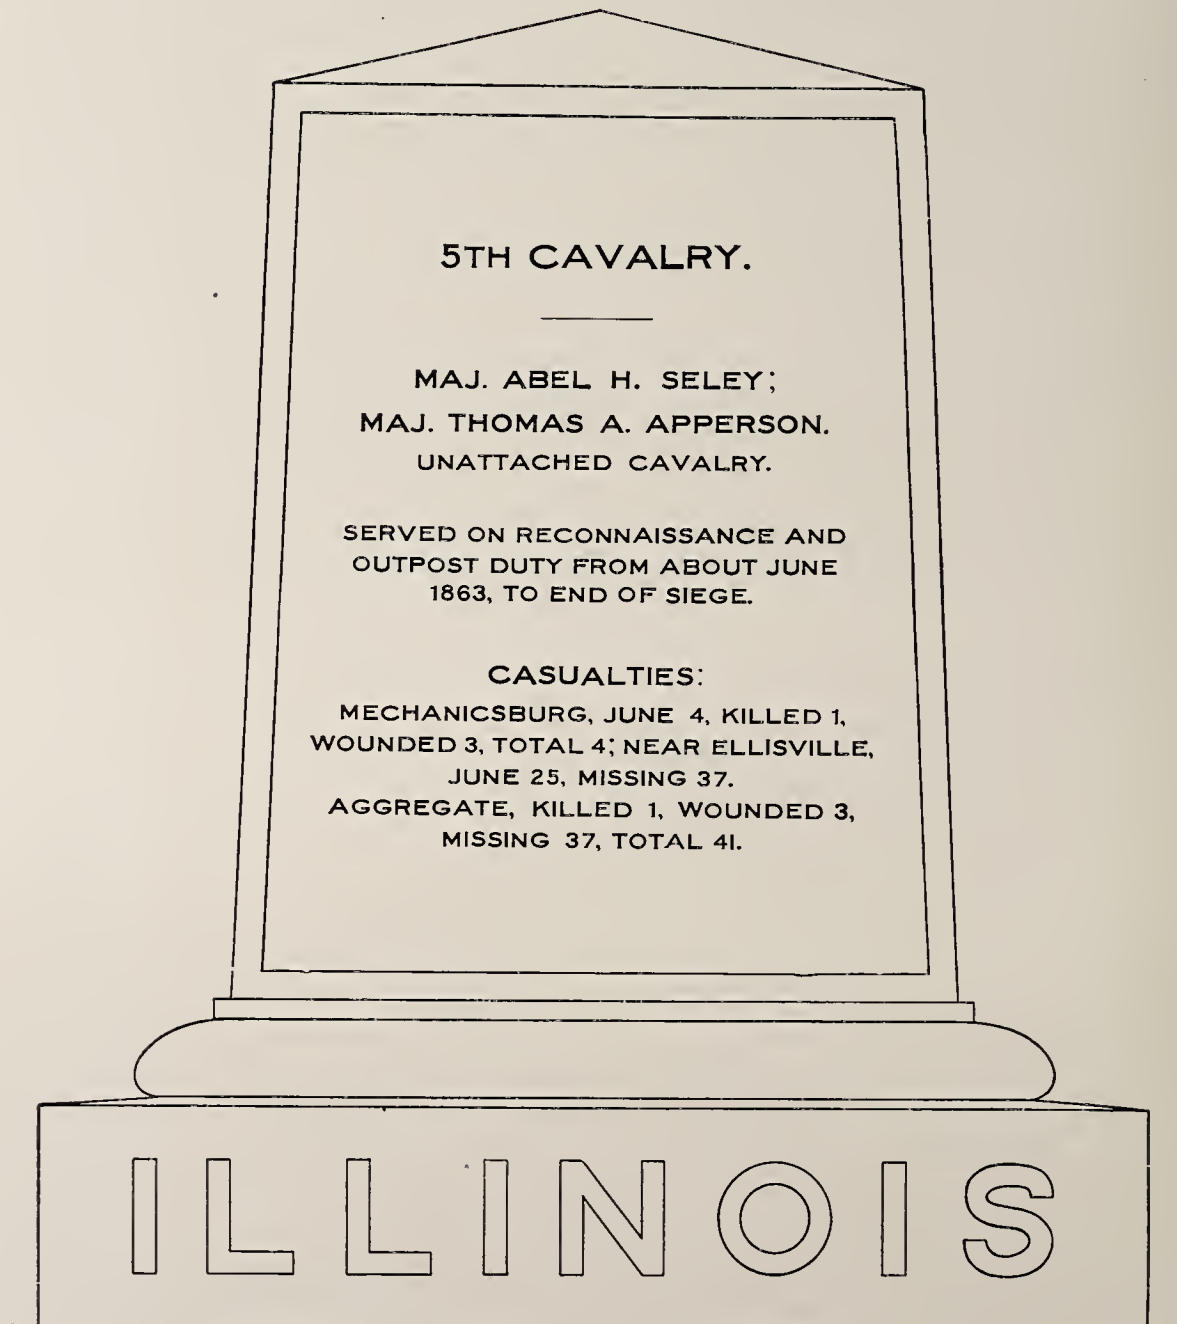 5TH CAVALRY.
MAJ. ABEL H. SELEY;
MAJ. THOMAS A. APPERSON.
UNATTACHED CAVALRY.
SERVED ON RECONNAISSANCE AND
OUTPOST DUTY FROM ABOUT JUNE
1863, TO END OF SIEGE.
CASUALTIES:
MECHANICSBURG, JUNE 4, KILLED 1,
WOUNDED 3, TOTAL 4; NEAR ELLISVILLE,
JUNE 25, MISSING 37.
AGGREGATE, KILLED 1, WOUNDED 3,
MISSING 37, TOTAL 41.
ILLINOIS